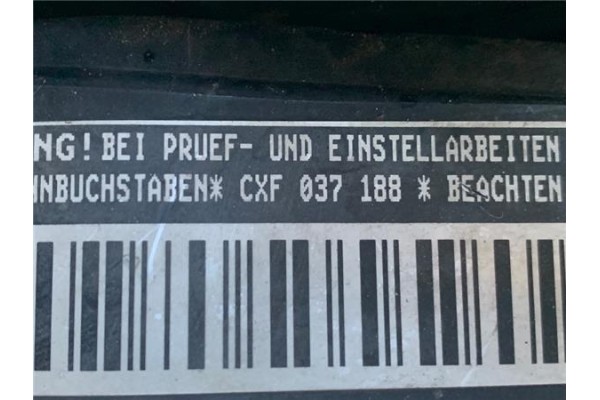 NG! BEI PRUEF- UND EINSTELLARBEITEN
NNBUCHSTABEN* CXF 037 188 * BEACHTEN